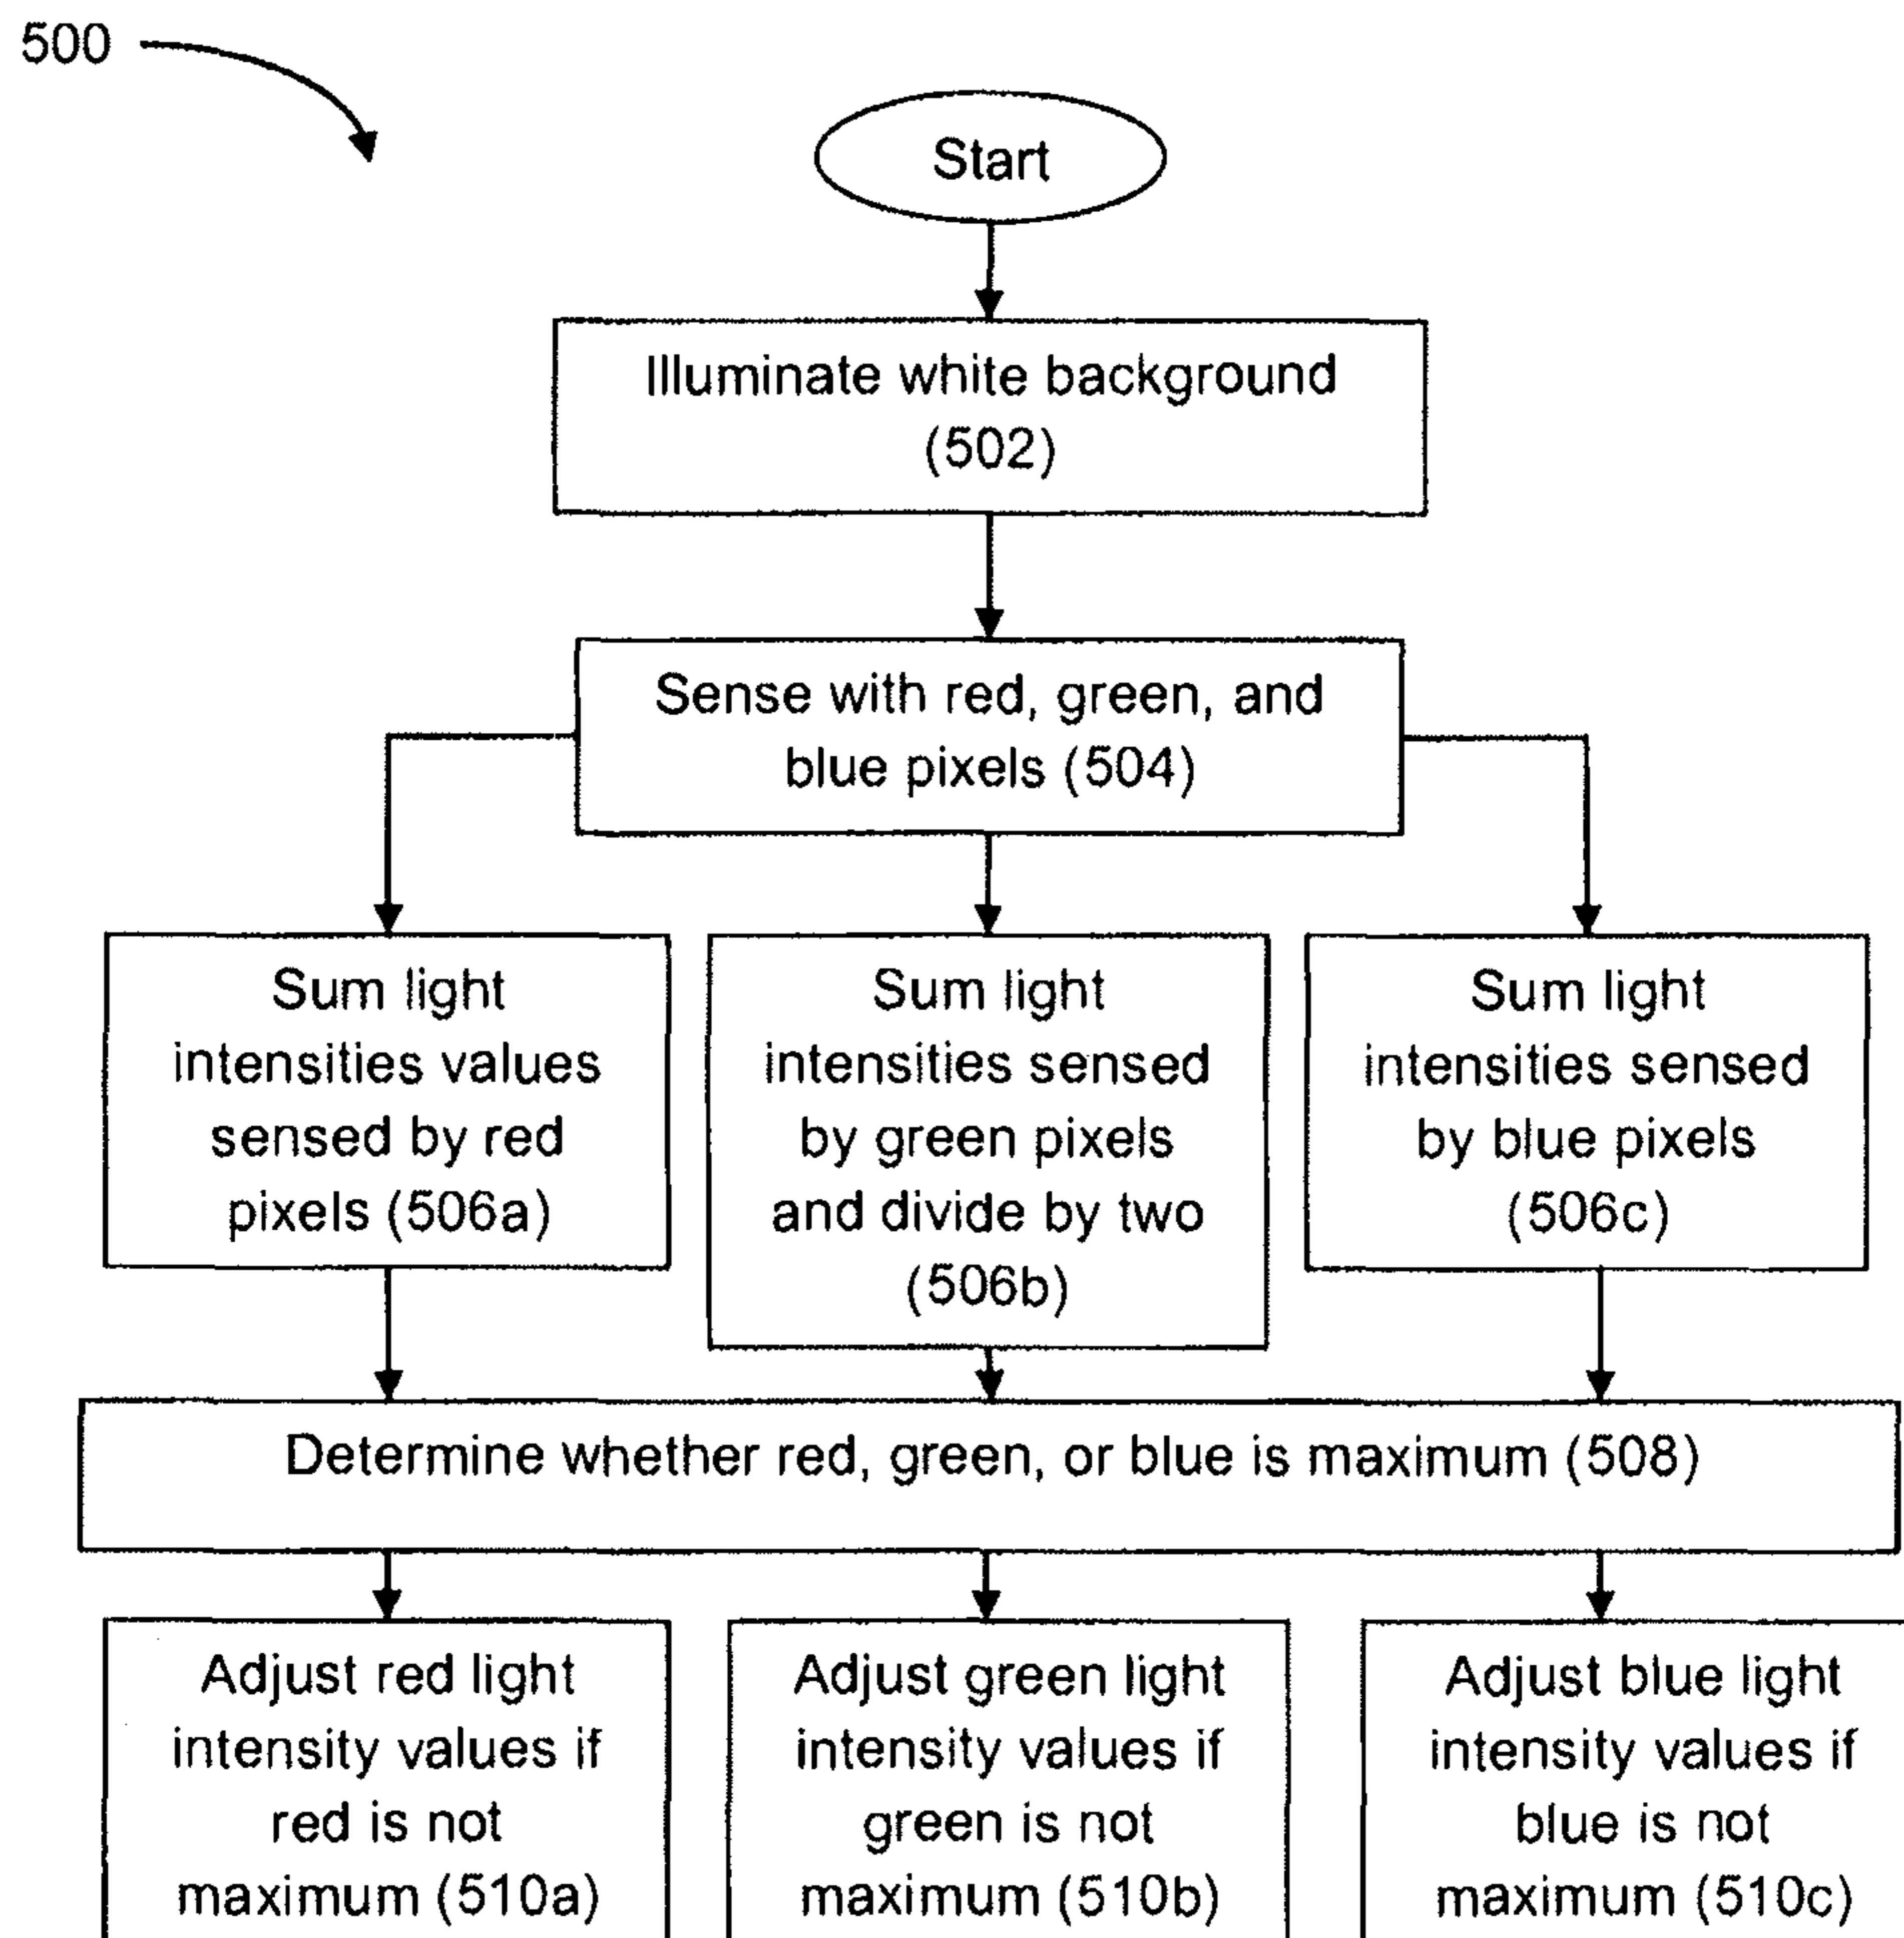 500
Start
Illuminate white background
(502)
Sense with red, green, and
blue pixels (504)
Sum light
intensities values
sensed by red
pixels (506a)
Sum light
intensities sensed
by green pixels
and divide by two
(506b)
Sum light
intensities sensed
by blue pixels
(506c)
Determine whether red, green, or blue is maximum (508)
Adjust red light
intensity values if
red is not
maximum (510a)
Adjust green light
intensity values if
green is not
maximum (510b)
Adjust blue light
intensity values if
blue is not
maximum (510c)